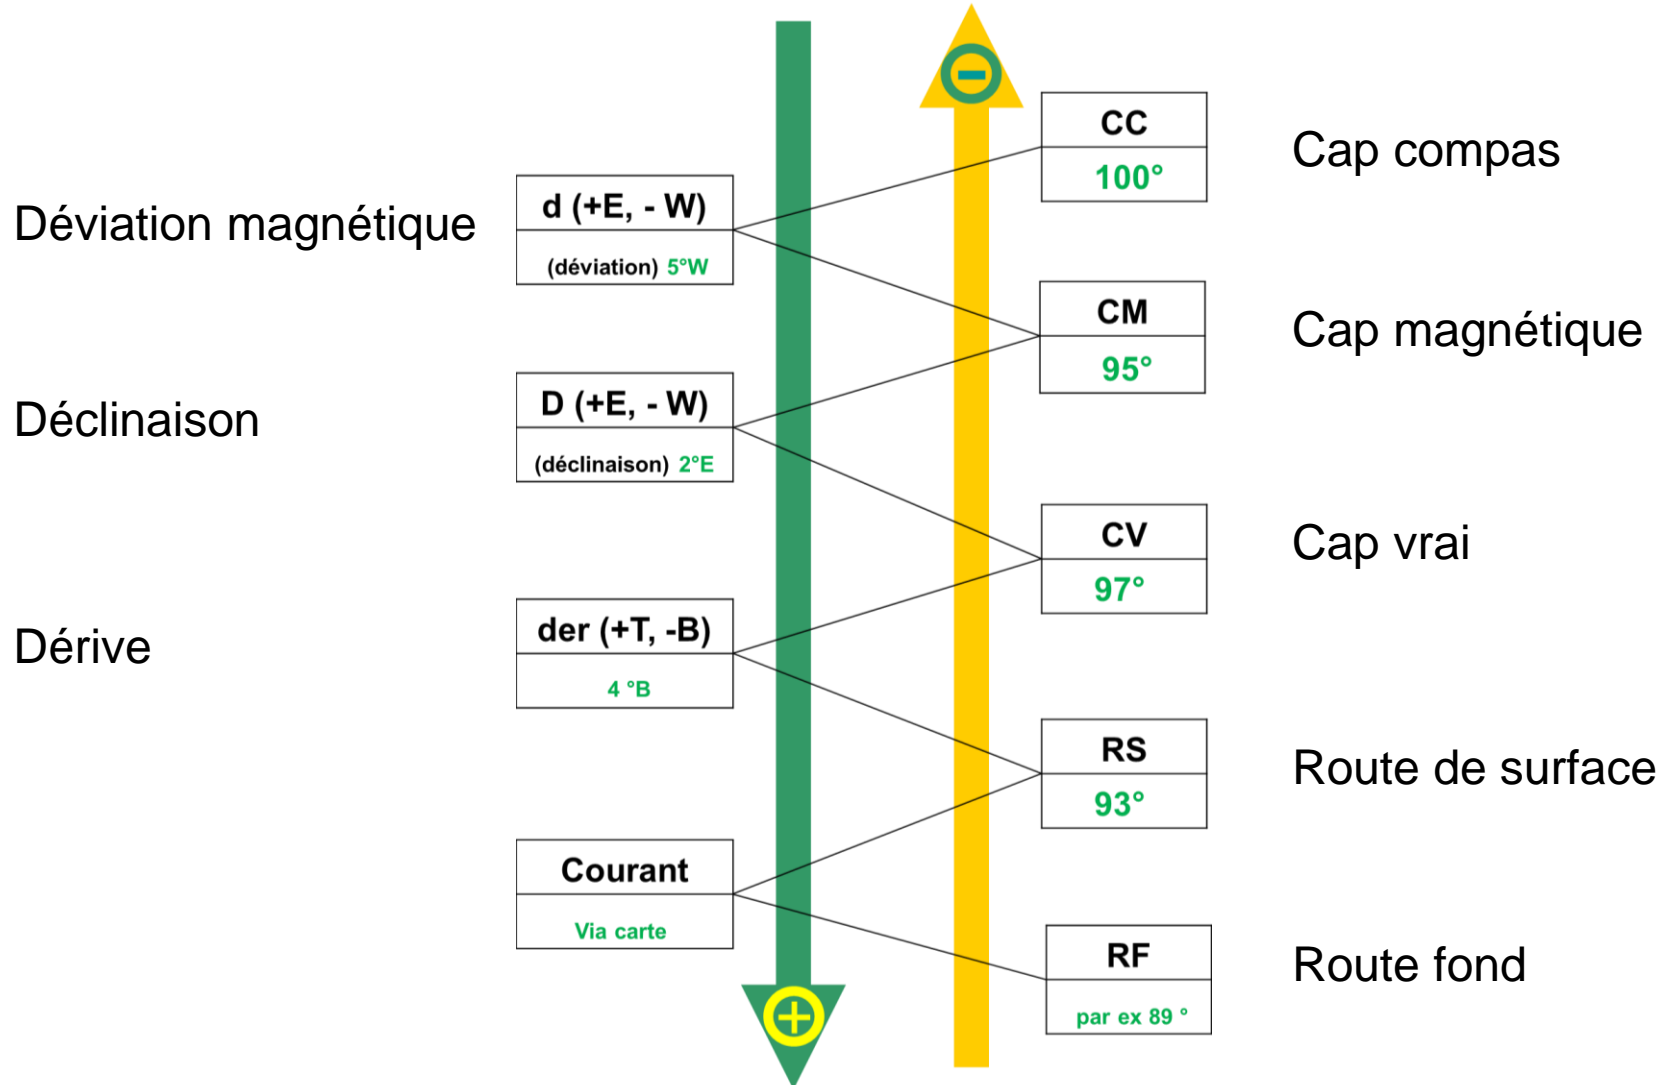 CC
100°
Cap compas
Déviation magnétique
d (+E, - W)
(déviation) 5°W
CM
95°
Cap magnétique
Déclinaison
D (+E, - W)
(déclinaison) 2°E
CV
97°
Cap vrai
Dérive
der (+T, -B)
4 °B
RS
93°
Route de surface
Courant
Via carte
RF
par ex 89 °
Route fond